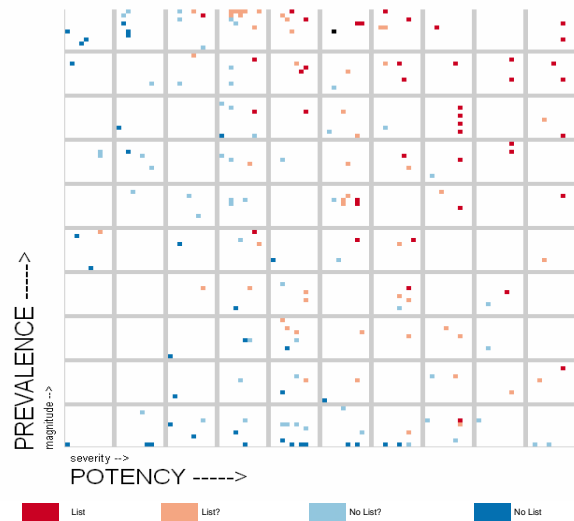 PREVALENCE ----->
magnitude -->
severity -->
POTENCY ----->
List
List?
No List?
No List